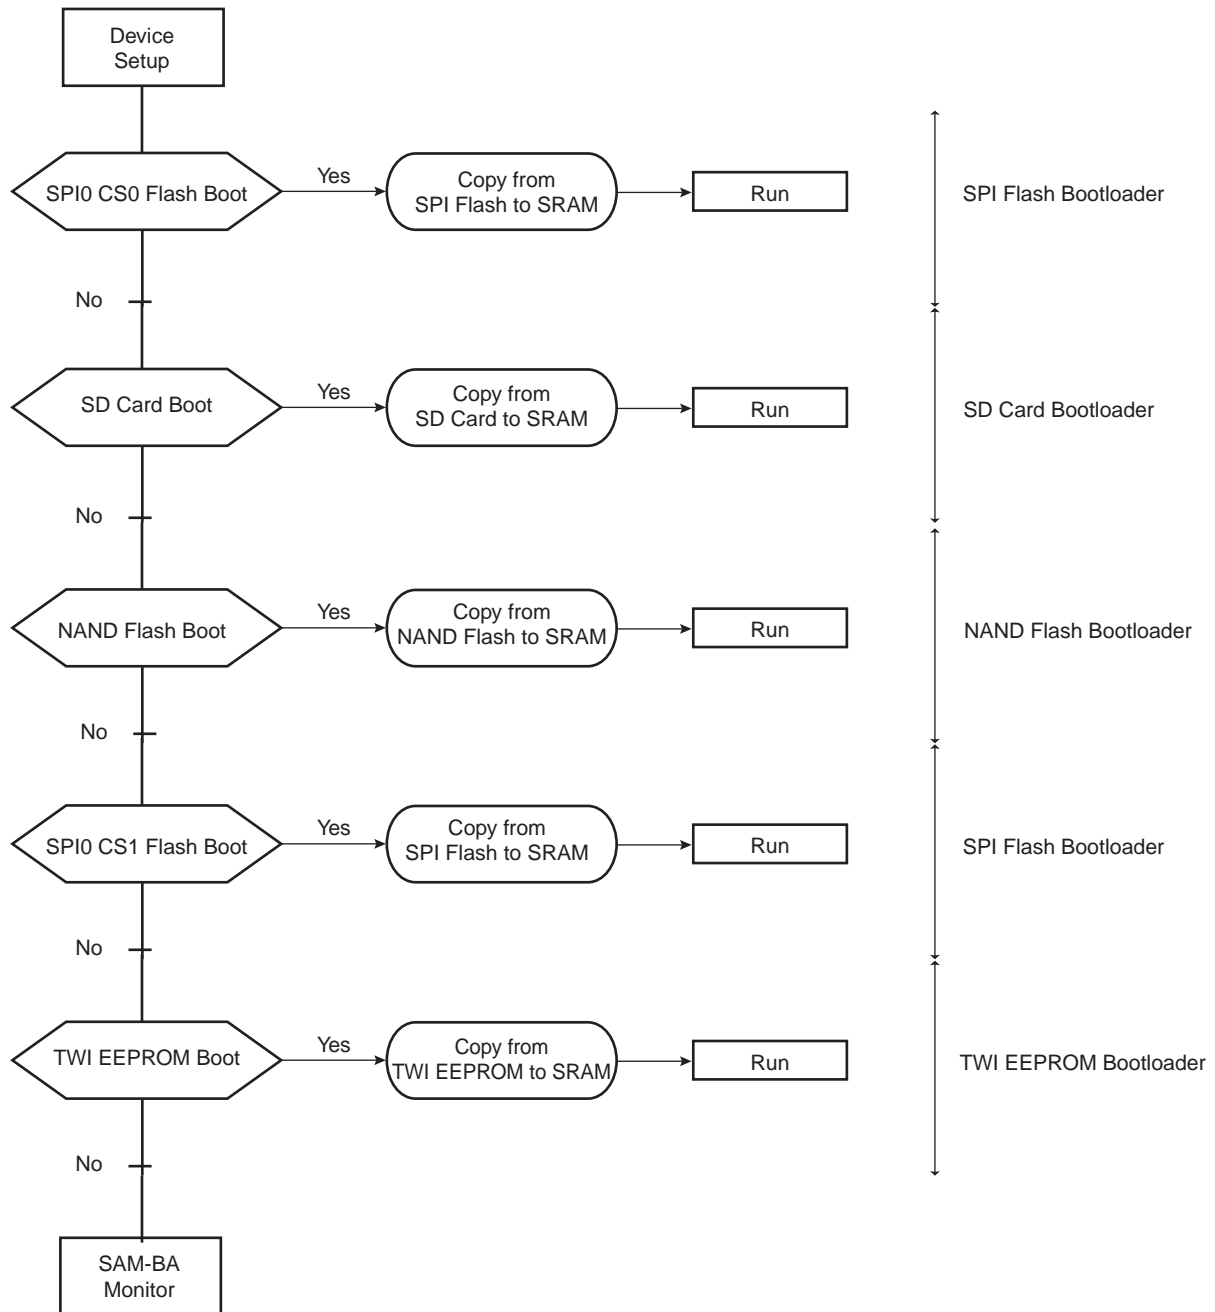 Device
Setup
SPI0 CS0 Flash Boot
Yes
Copy from
SPI Flash to SRAM
Run
SPI Flash Bootloader
No
SD Card Boot
Yes
Copy from
SD Card to SRAM
Run
SD Card Bootloader
No
NAND Flash Boot
Yes
Copy from
NAND Flash to SRAM
Run
NAND Flash Bootloader
No
SPI0 CS1 Flash Boot
Yes
Copy from
SPI Flash to SRAM
Run
SPI Flash Bootloader
No
TWI EEPROM Boot
Yes
Copy from
TWI EEPROM to SRAM
Run
TWI EEPROM Bootloader
No
SAM-BA
Monitor